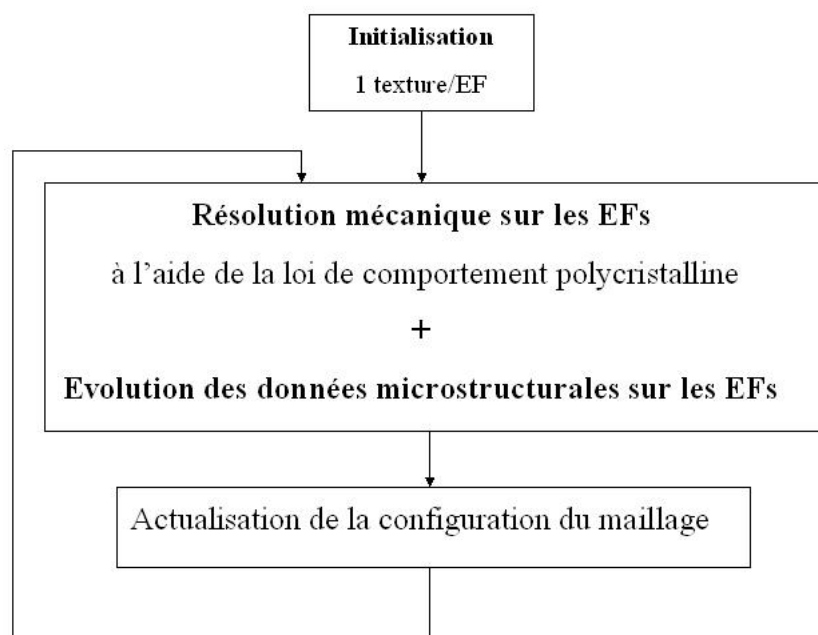 Initialisation
1 texture/EF
Résolution mécanique sur les EFs
à l'aide de la loi de comportement polycristalline
+
Evolution des données microstructurales sur les EFs
Actualisation de la configuration du maillage